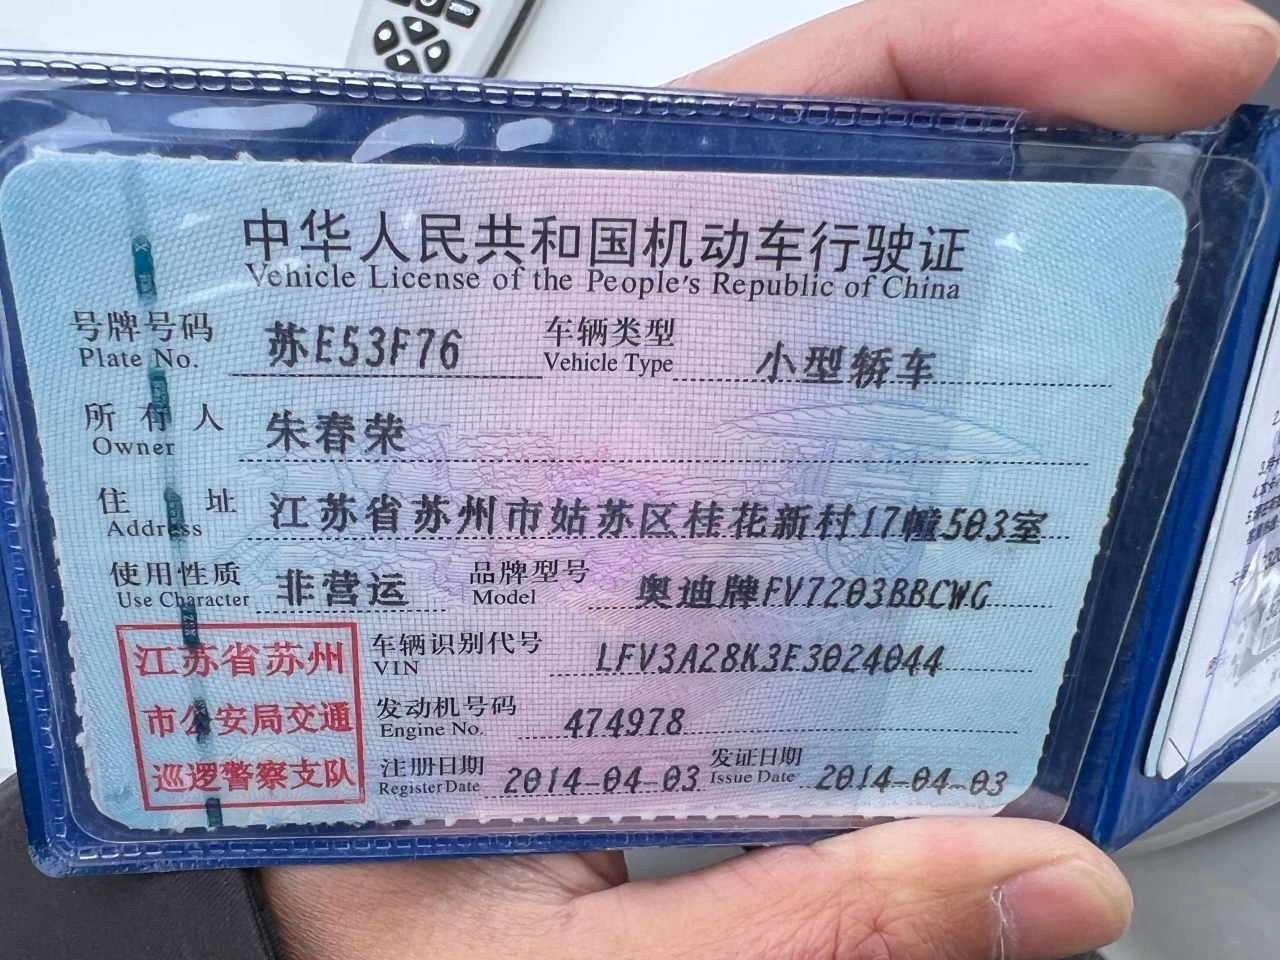 中华人民共和国机动车行驶证
Vehicle License of the People's Republic of China
号牌号码 苏E53F76 车辆类型 小型轿车
Plate No. Vehicle Type
所有人 朱春荣
Owner
住址 江苏省苏州市姑苏区桂花新村17幢503室
Address
使用性质 非营运 品牌型号 奥迪牌FV7203BBCWG
Use Character Model
江苏省苏州
市公安局交通
巡逻警察支队
车辆识别代号 LFV3A28K3E3024044
VIN
发动机号码 474978
Engine No.
注册日期 2014-04-03 发证日期 2014-04-03
Register Date Issue Date